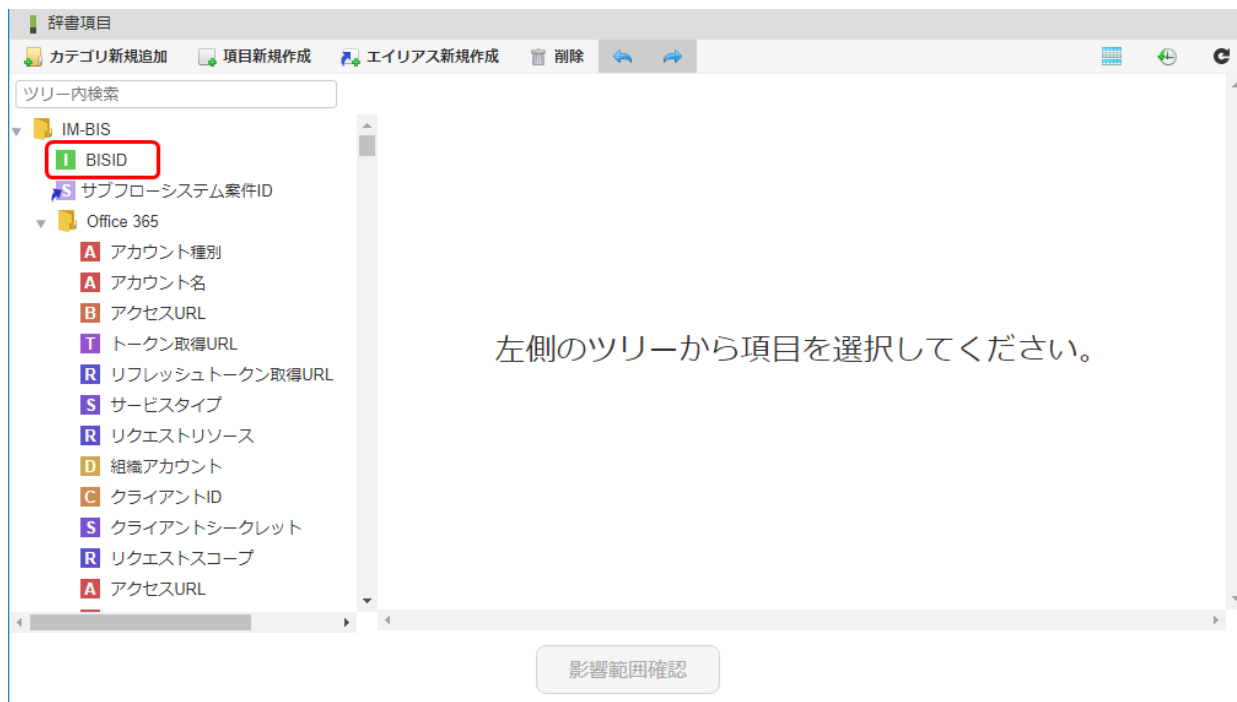 辞書項目
カテゴリ新規追加 項目新規作成 エイリアス新規作成 削除
ツリー内検索
IM-BIS
I BISID
S サブフローシステム案件ID
Office 365
A アカウント種別
A アカウント名
B アクセスURL
T トークン取得URL
R リフレッシュトークン取得URL
S サービスタイプ
R リクエストリソース
D 組織アカウント
C クライアントID
S クライアントシークレット
R リクエストスコープ
A アクセスURL
左側のツリーから項目を選択してください。
影響範囲確認